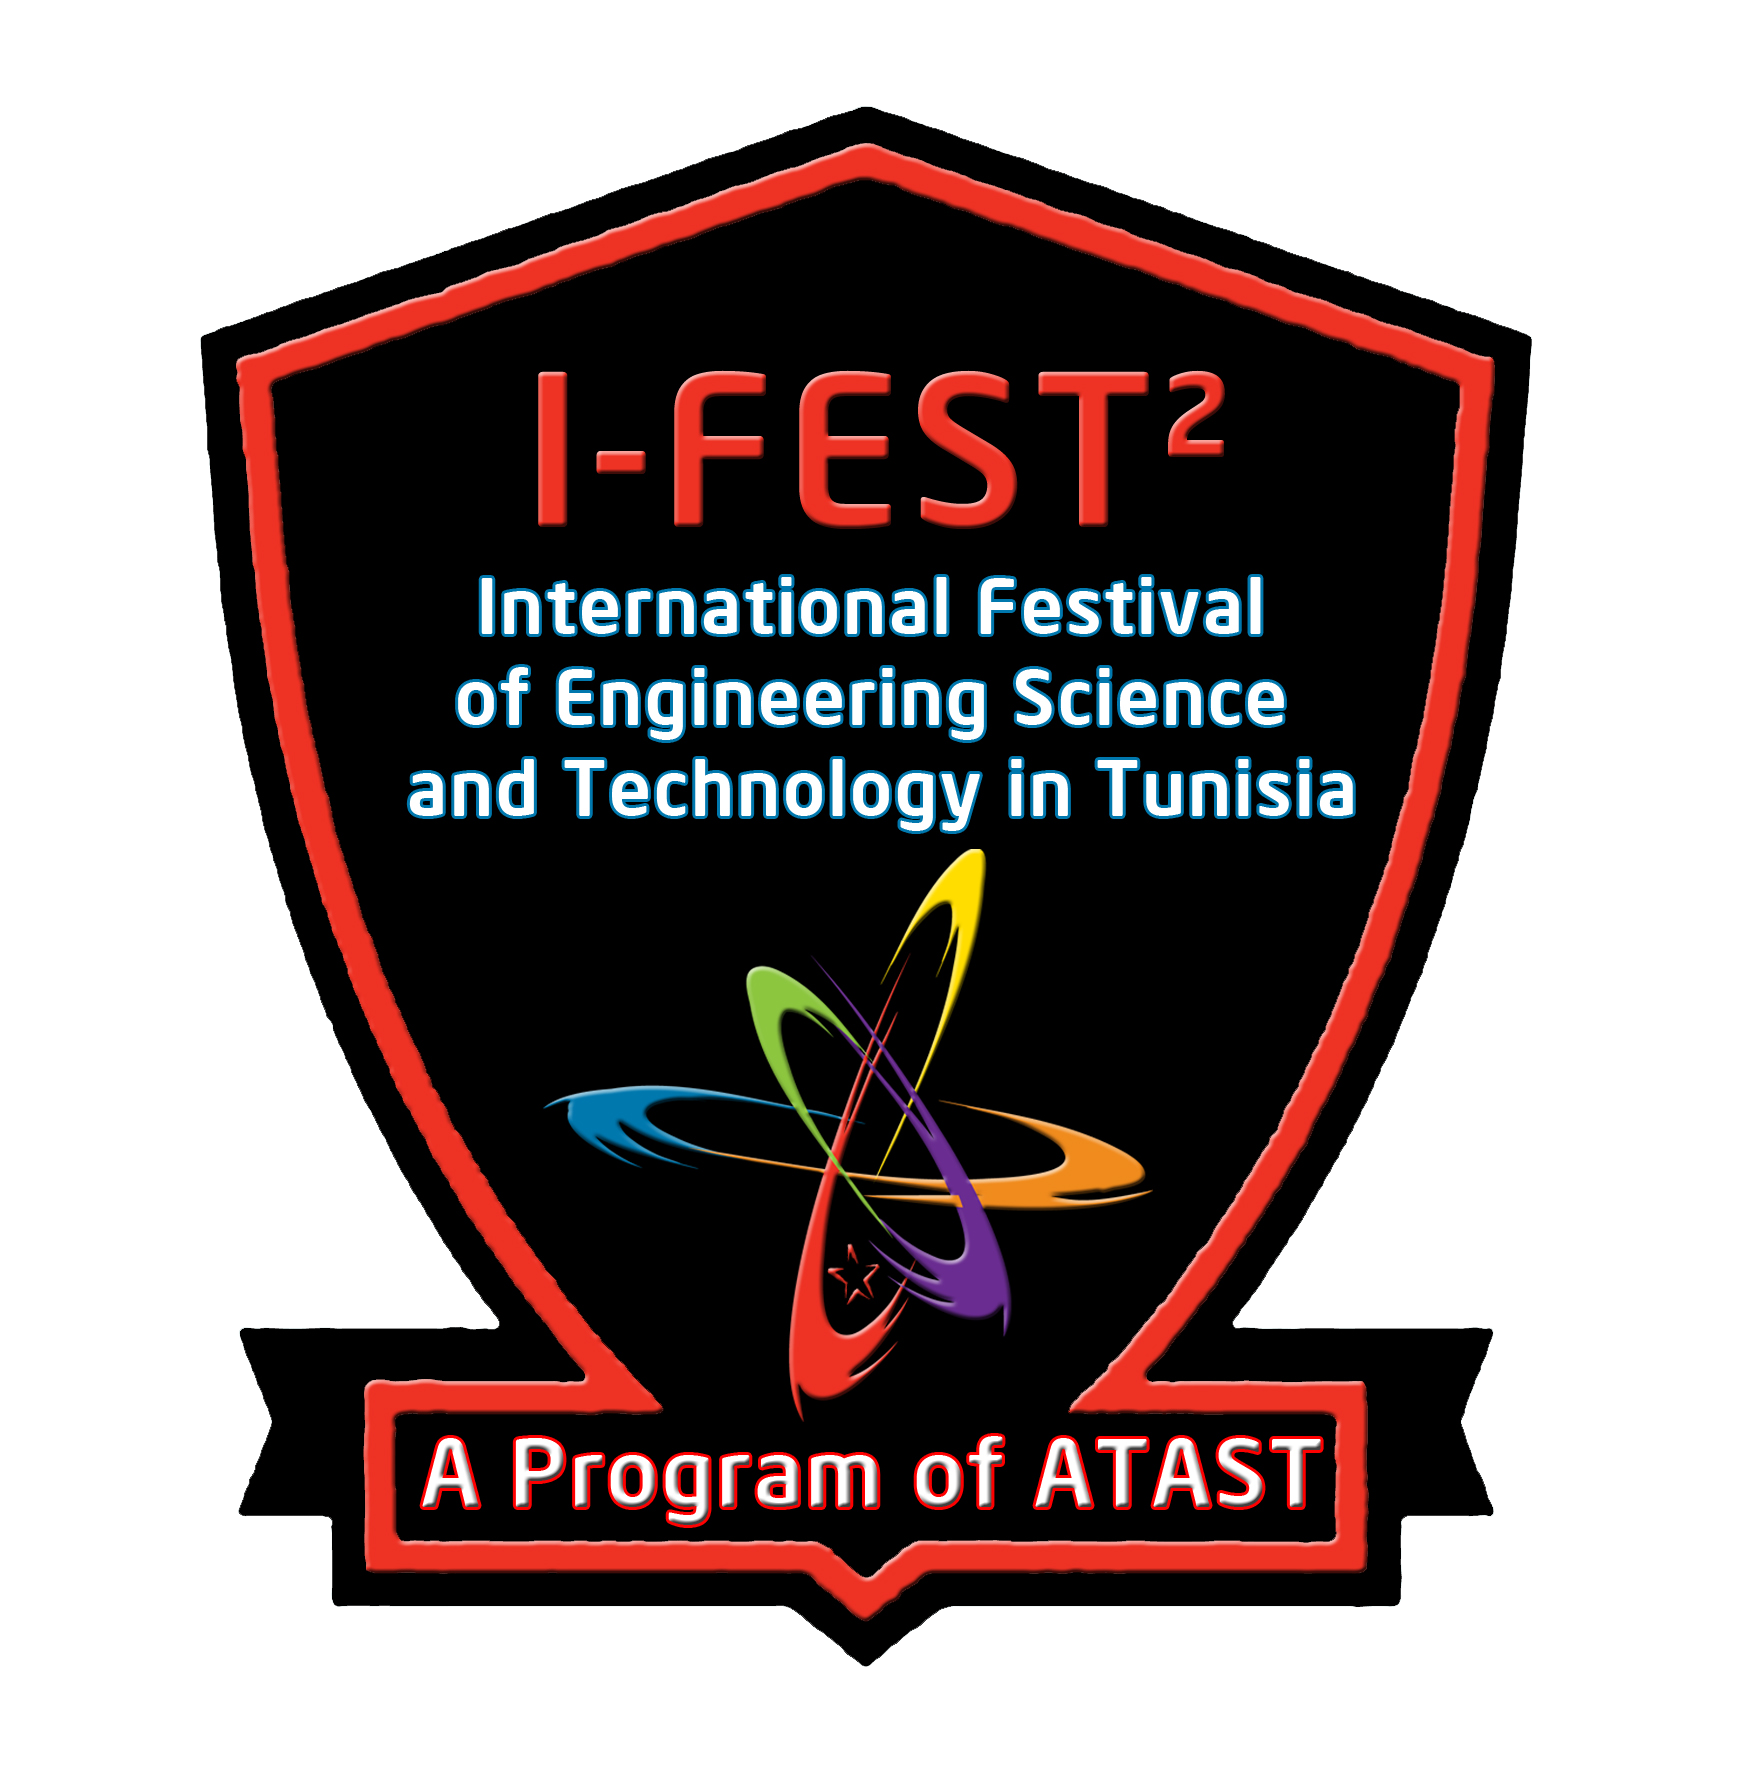 I-FEST²
International Festival
of Engineering Science
and Technology in Tunisia
A Program of ATAST